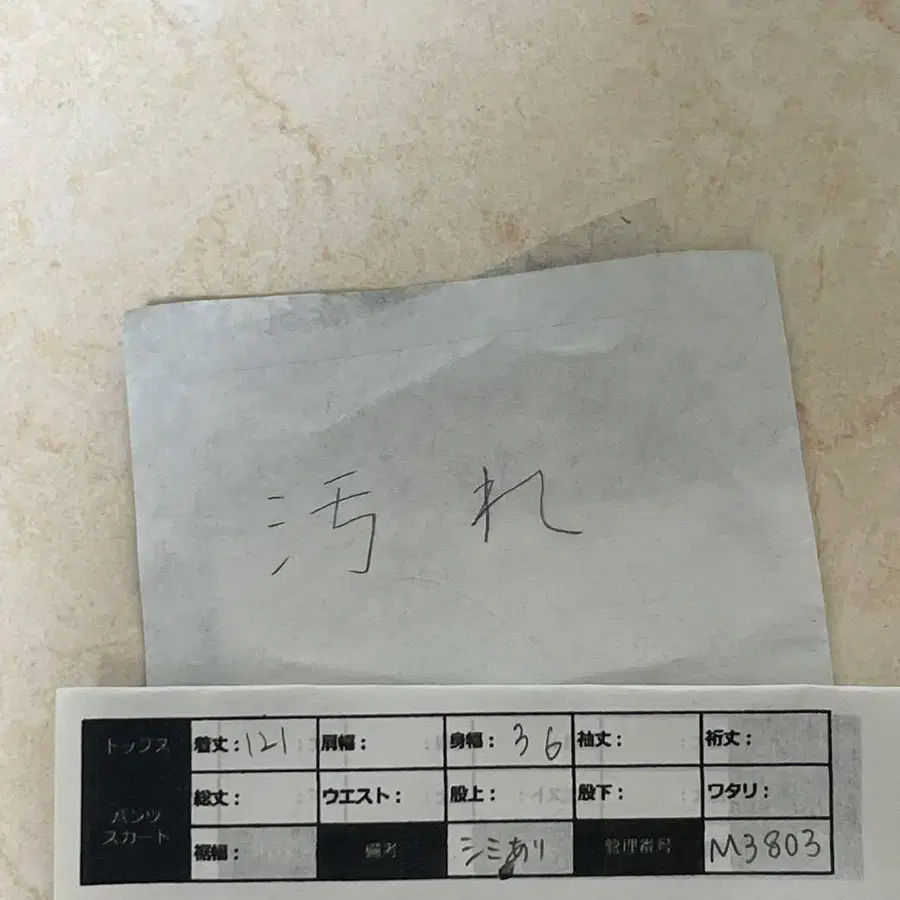 汚れ
トップス 着丈：121 肩幅： 身幅：36 袖丈： 裄丈：
パンツ スカート 総丈： ウエスト： 股上： 股下： ワタリ：
裾幅： 備考 シミあり 管理番号 M3803